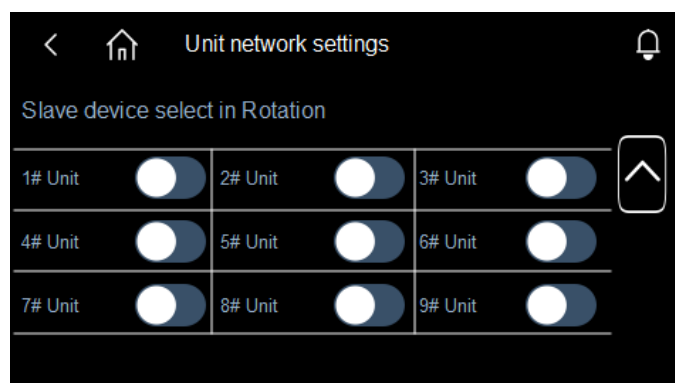 Unit network settings
Slave device select in Rotation
1# Unit 2# Unit 3# Unit
4# Unit 5# Unit 6# Unit
7# Unit 8# Unit 9# Unit